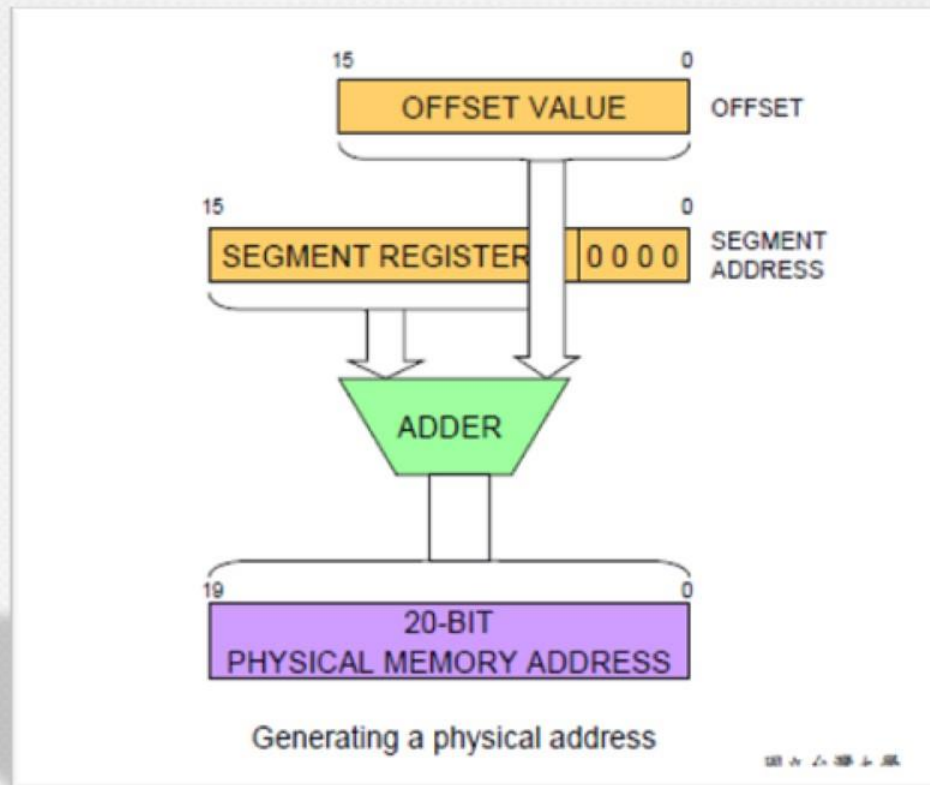 15 0
OFFSET VALUE OFFSET
15 0
SEGMENT REGISTER 0 0 0 0 SEGMENT
ADDRESS
ADDER
19 0
20-BIT
PHYSICAL MEMORY ADDRESS
Generating a physical address